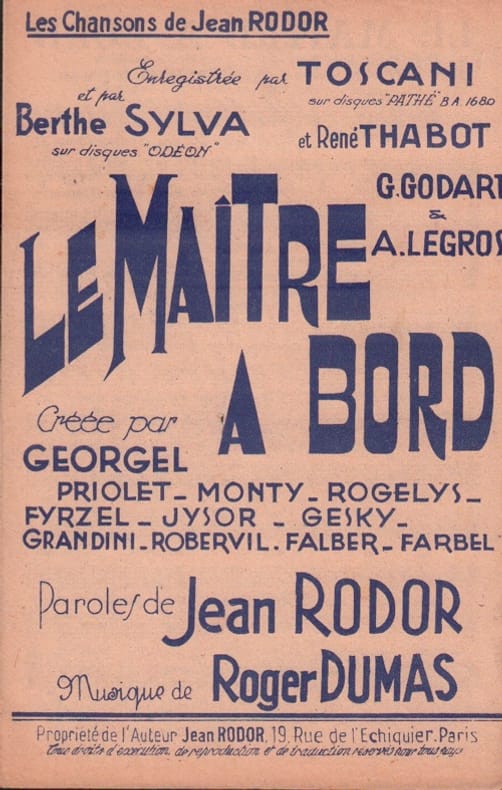 Les Chansons de Jean RODOR
Enregistrée par TOSCANI
sur disques "PATHÉ" B A. 1680
et par
Berthe SYLVA
sur disques "ODÉON"
et René THABOT
G. GODART
&
A. LEGROS
LE MAÎTRE
A BORD
Créée par
GEORGEL
PRIOLET - MONTY - ROGELYS -
FYRZEL - JYSOR - GESKY -
GRANDINI - ROBERVIL. FALBER - FARBEL
Paroles de Jean RODOR
Musique de Roger DUMAS
Propriété de l'Auteur Jean RODOR, 19, Rue de l'Echiquier. Paris
Tous droits d'exécution, de reproduction et de traduction réservés pour tous pays